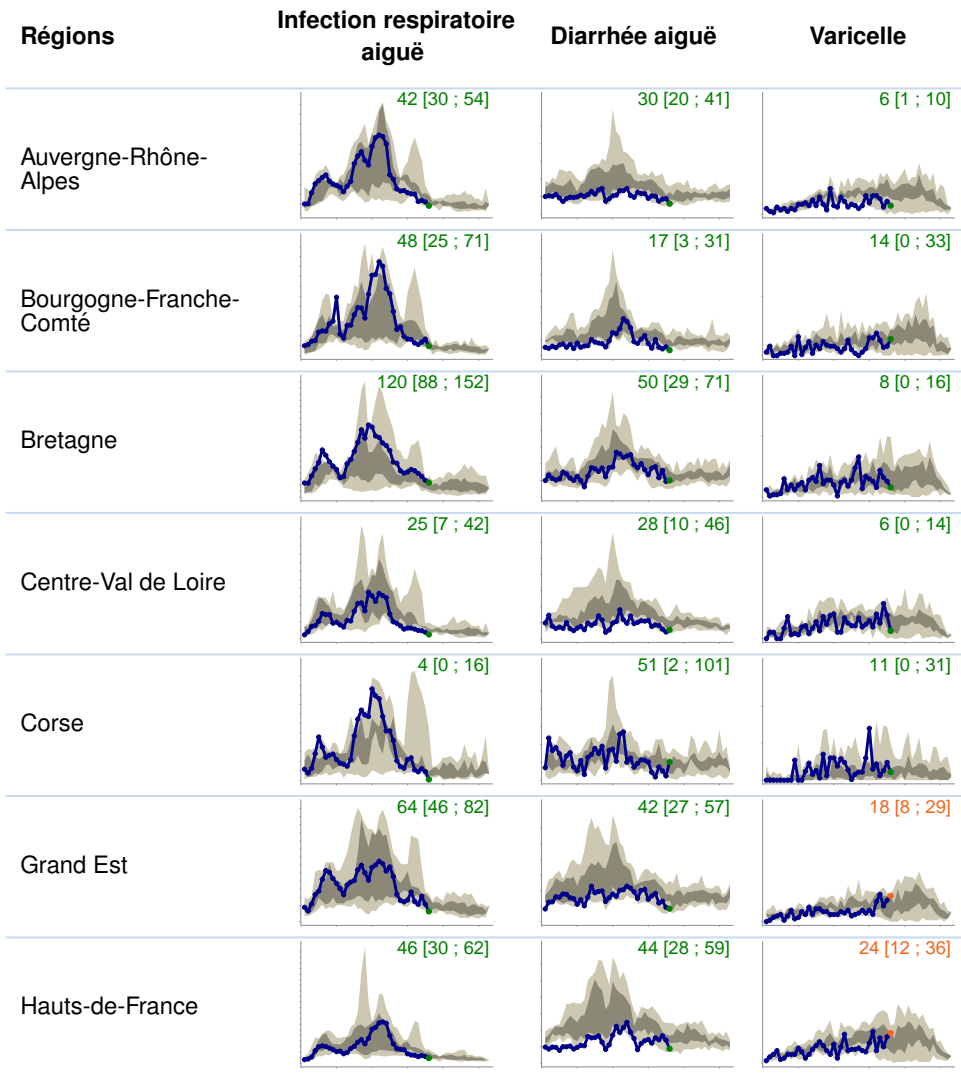 Régions
Infection respiratoire
aiguë
Diarrhée aiguë
Varicelle
Auvergne-Rhône-
Alpes
42 [30 ; 54]
30 [20 ; 41]
6 [1 ; 10]
Bourgogne-Franche-
Comté
48 [25 ; 71]
17 [3 ; 31]
14 [0 ; 33]
Bretagne
120 [88 ; 152]
50 [29 ; 71]
8 [0 ; 16]
Centre-Val de Loire
25 [7 ; 42]
28 [10 ; 46]
6 [0 ; 14]
Corse
4 [0 ; 16]
51 [2 ; 101]
11 [0 ; 31]
Grand Est
64 [46 ; 82]
42 [27 ; 57]
18 [8 ; 29]
Hauts-de-France
46 [30 ; 62]
44 [28 ; 59]
24 [12 ; 36]